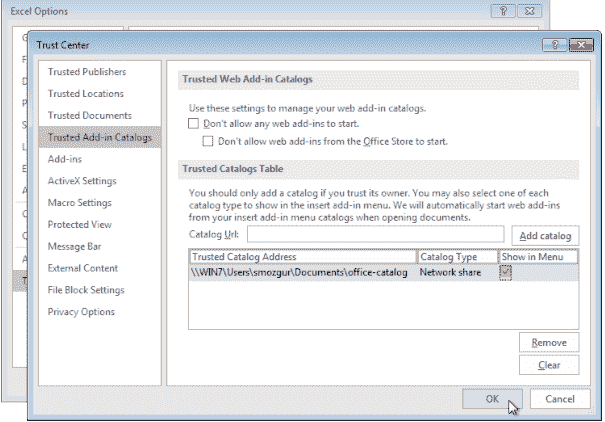 Excel Options
Trust Center
Trusted Publishers
Trusted Locations
Trusted Documents
Trusted Add-in Catalogs
Add-ins
ActiveX Settings
Macro Settings
Protected View
Message Bar
External Content
File Block Settings
Privacy Options
Trusted Web Add-in Catalogs
Use these settings to manage your web add-in catalogs.
Don't allow any web add-ins to start.
Don't allow web add-ins from the Office Store to start.
Trusted Catalogs Table
You should only add a catalog if you trust its owner. You may also select one of each
catalog type to show in the insert add-in menu. We will automatically start web add-ins
from your insert add-in menu catalogs when opening documents.
Catalog Url: Add catalog
Trusted Catalog Address Catalog Type Show in Menu
\\WIN7\Users\smozgur\Documents\office-catalog Network share
Remove
Clear
OK Cancel